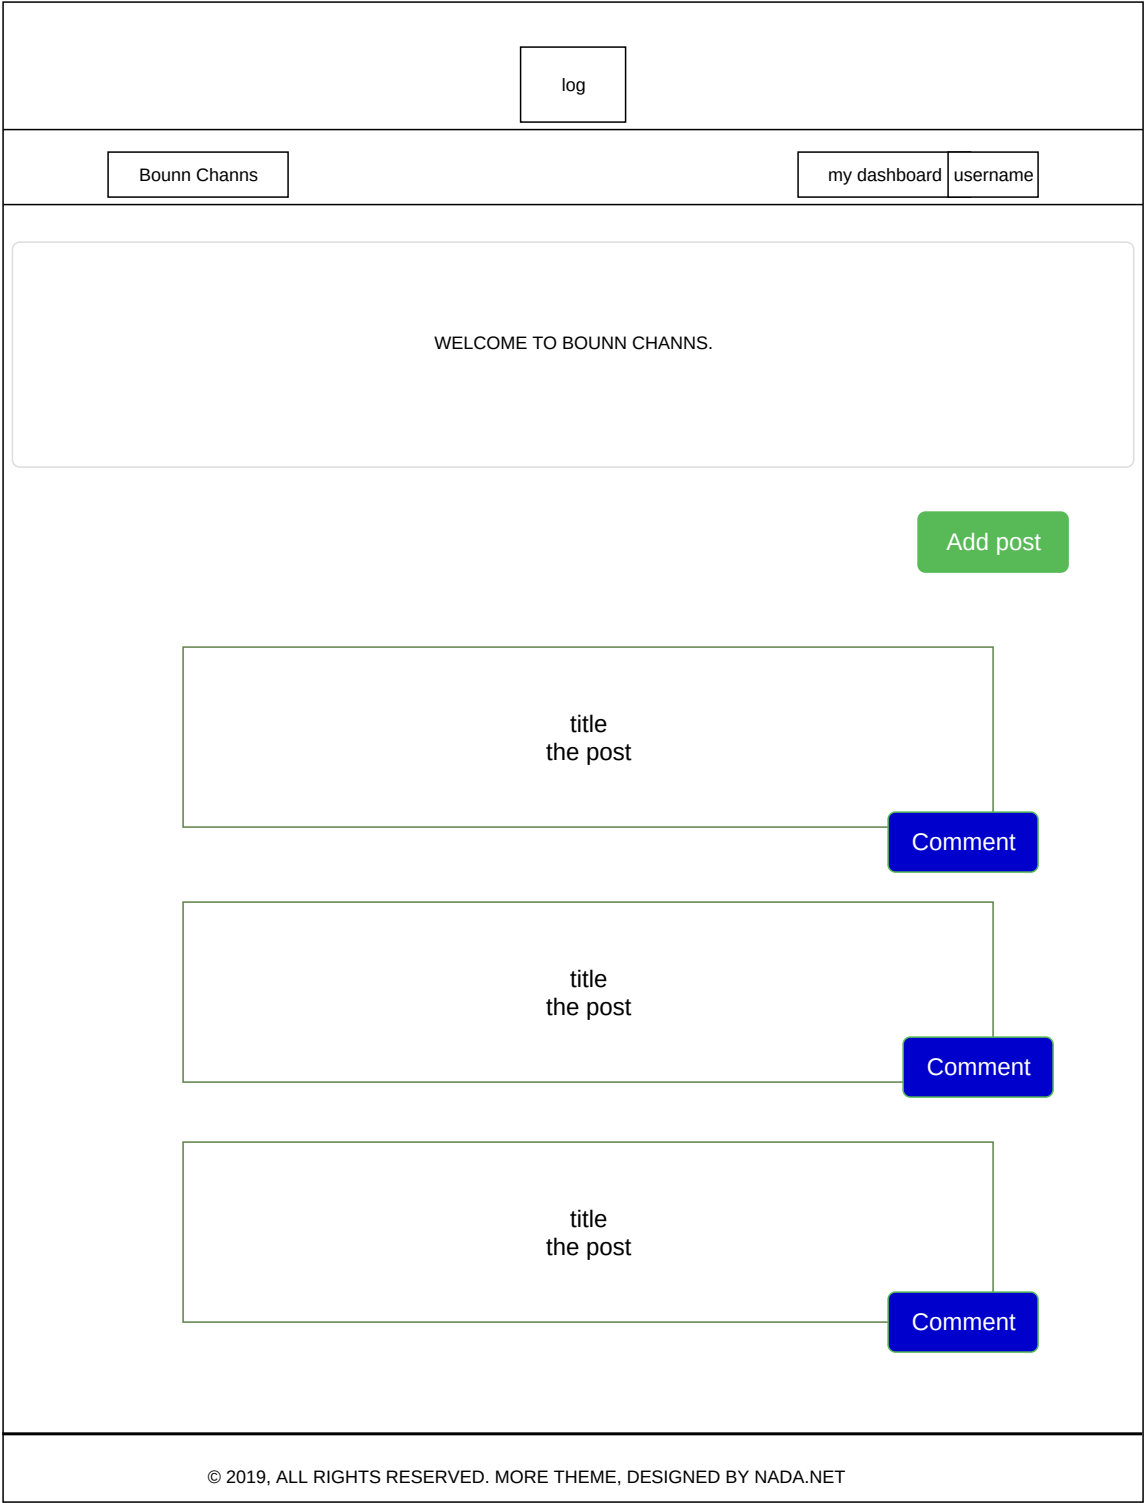 log
Bounn Channs
my dashboard
username
WELCOME TO BOUNN CHANNS.
Add post
title
the post
Comment
title
the post
Comment
title
the post
Comment
© 2019, ALL RIGHTS RESERVED. MORE THEME, DESIGNED BY NADA.NET